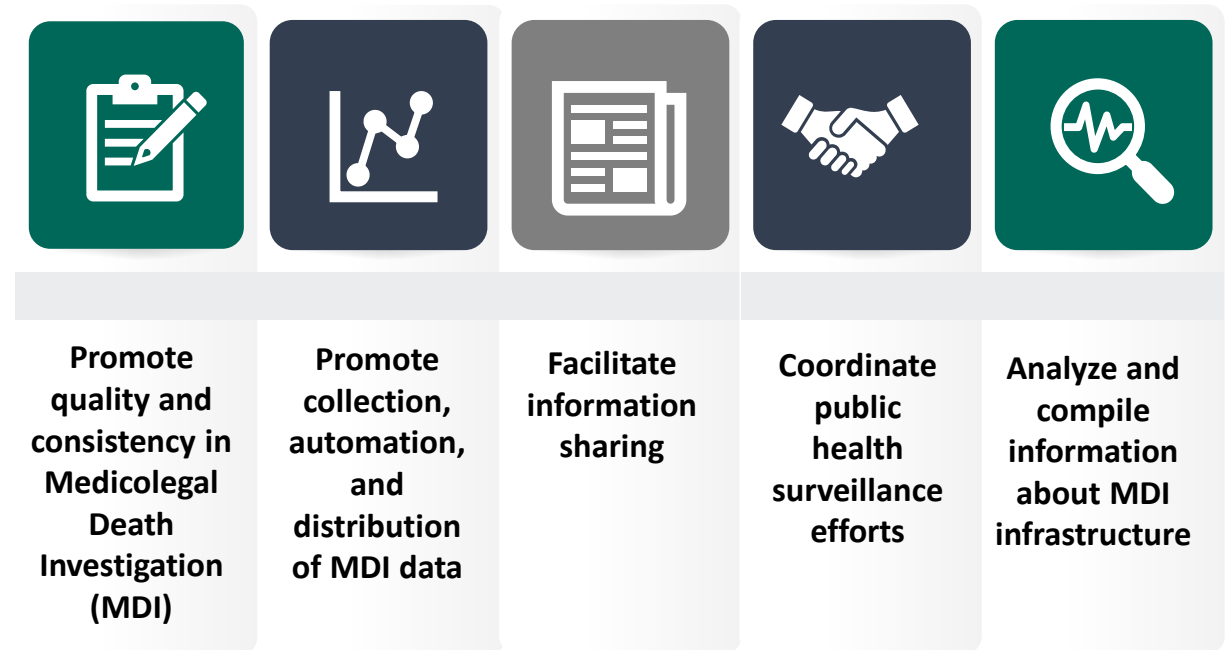 Promote
quality and
consistency in
Medicolegal
Death
Investigation
(MDI)
Promote
collection,
automation,
and
distribution
of MDI data
Facilitate
information
sharing
Coordinate
public
health
surveillance
efforts
Analyze and
compile
information
about MDI
infrastructure